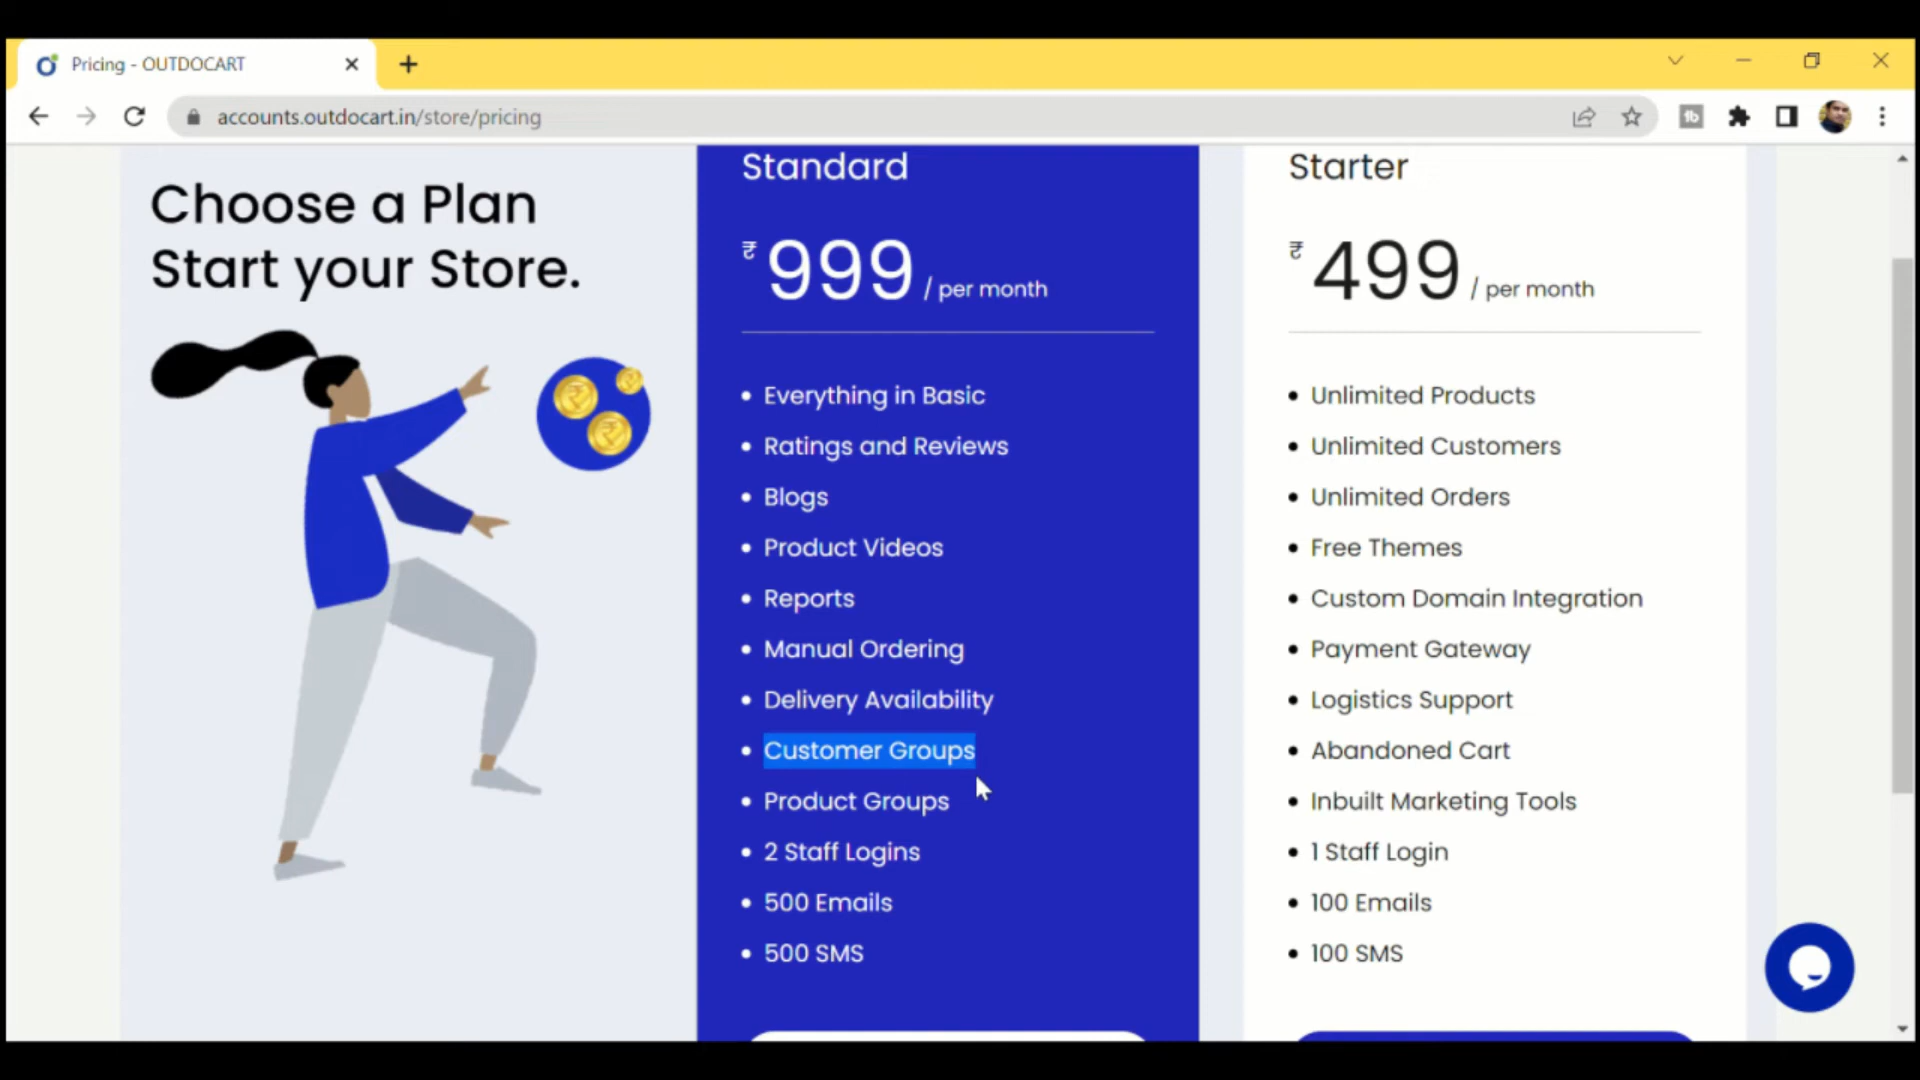 Pricing - OUTDOCART
accounts.outdocart.in/store/pricing
Choose a Plan
Start your Store.
Standard
₹ 999 / per month
• Everything in Basic
• Ratings and Reviews
• Blogs
• Product Videos
• Reports
• Manual Ordering
• Delivery Availability
• Customer Groups
• Product Groups
• 2 Staff Logins
• 500 Emails
• 500 SMS
Starter
₹ 499 / per month
• Unlimited Products
• Unlimited Customers
• Unlimited Orders
• Free Themes
• Custom Domain Integration
• Payment Gateway
• Logistics Support
• Abandoned Cart
• Inbuilt Marketing Tools
• 1 Staff Login
• 100 Emails
• 100 SMS